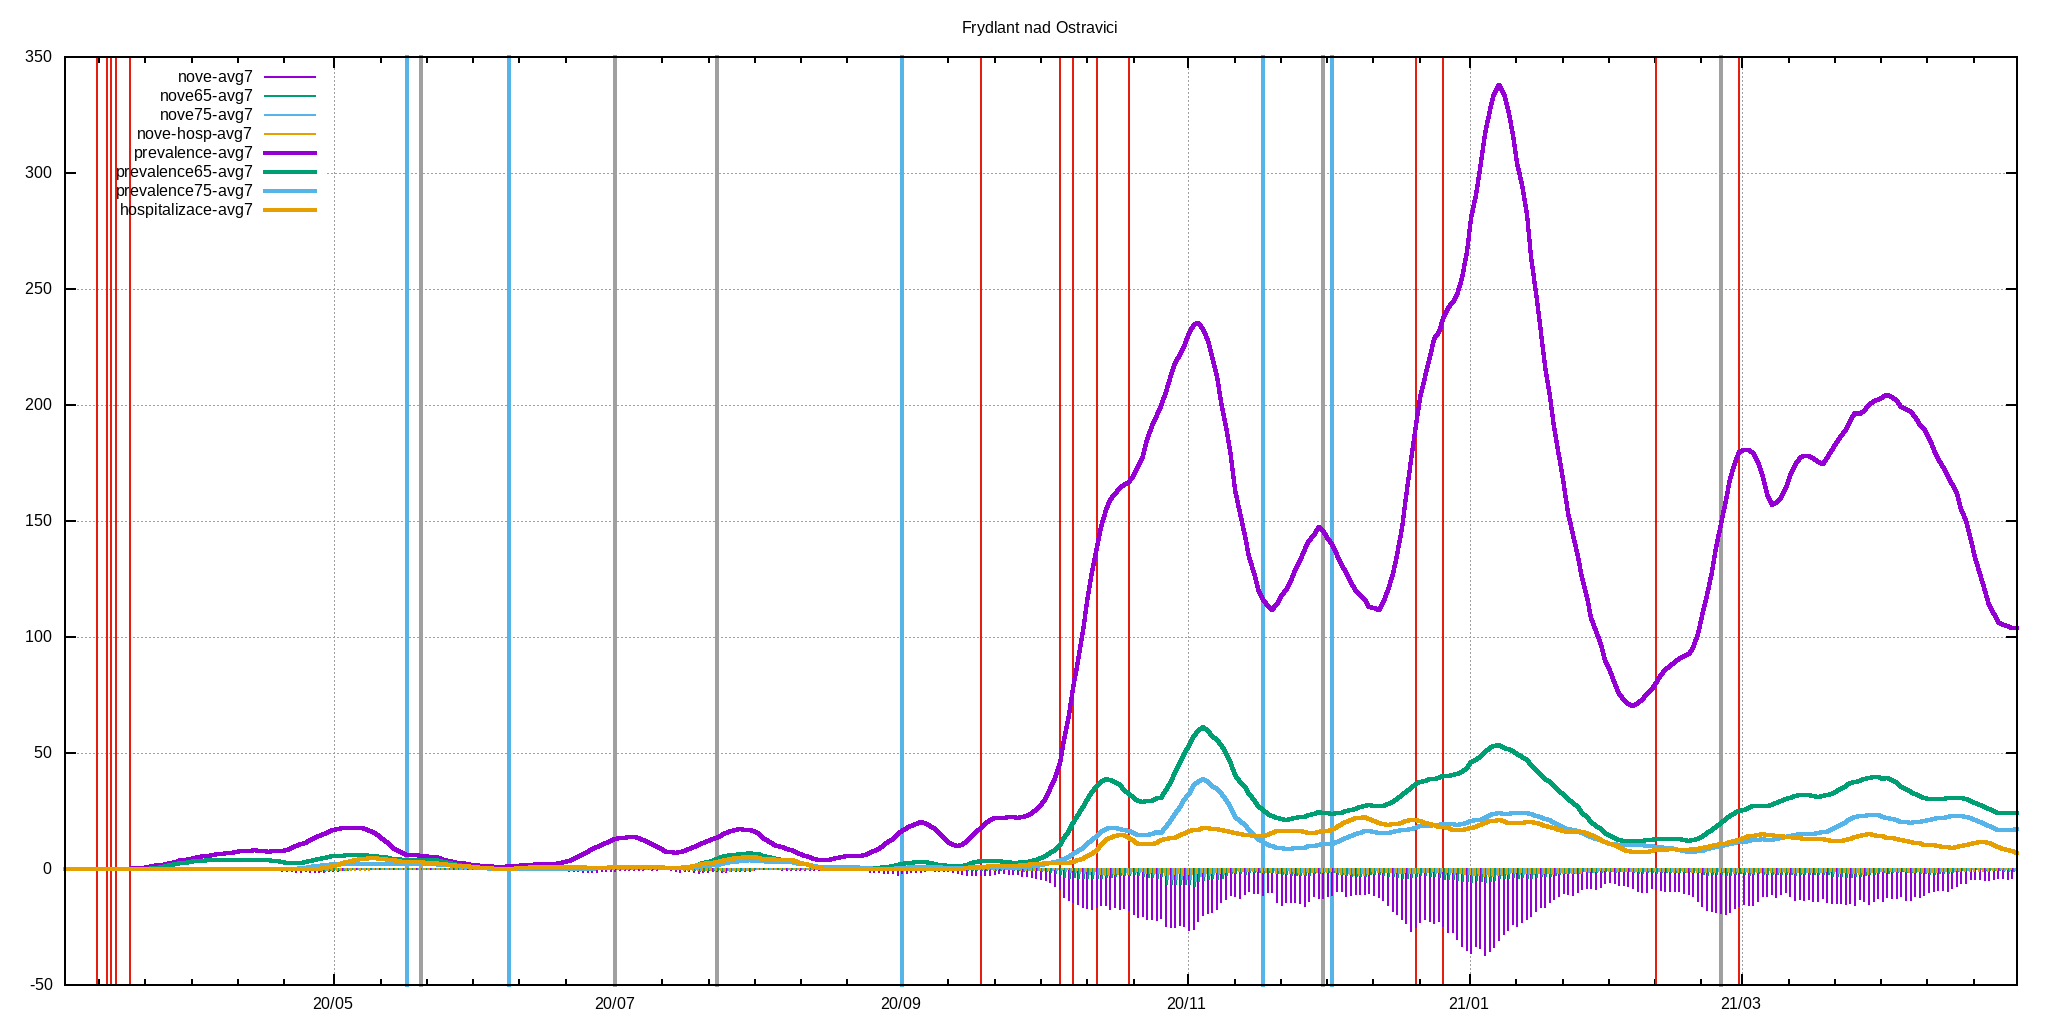 Frydlant nad Ostravici
350
300
250
200
150
100
50
0
-50
nove-avg7
nove65-avg7
nove75-avg7
nove-hosp-avg7
prevalence-avg7
prevalence65-avg7
prevalence75-avg7
hospitalizace-avg7
20/05
20/07
20/09
20/11
21/01
21/03